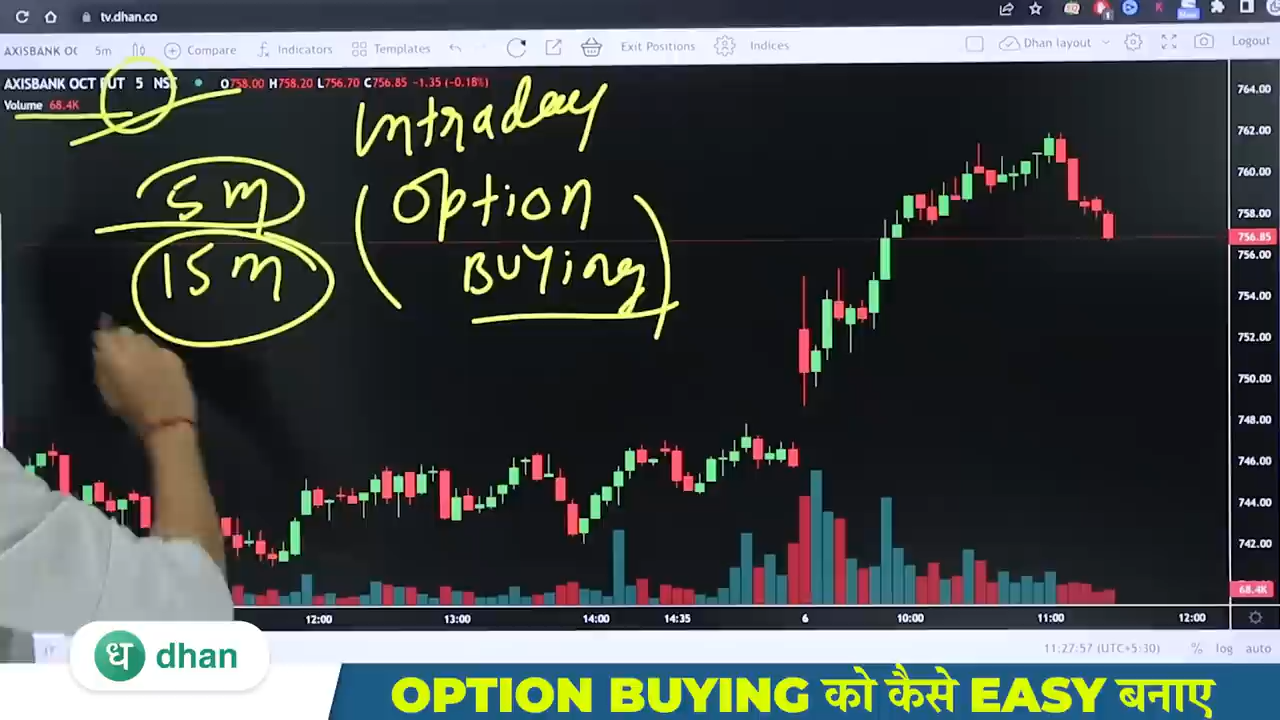 tv.dhan.co
AXISBANK OC 5m Compare Indicators Templates Exit Positions Indices Dhan layout Logout
AXISBANK OCT FUT 5 NSE O758.00 H758.20 L756.70 C756.85 -1.35 (-0.18%)
Volume 68.4K
Intraday
5m (Option
15m Buying)
764.00
762.00
760.00
758.00
756.85
756.00
754.00
752.00
750.00
748.00
746.00
744.00
742.00
68.4K
12:00 13:00 14:00 14:35 6 10:00 11:00 12:00
11:27:57 (UTC+5:30) % log auto
ध dhan
OPTION BUYING को कैसे EASY बनाए